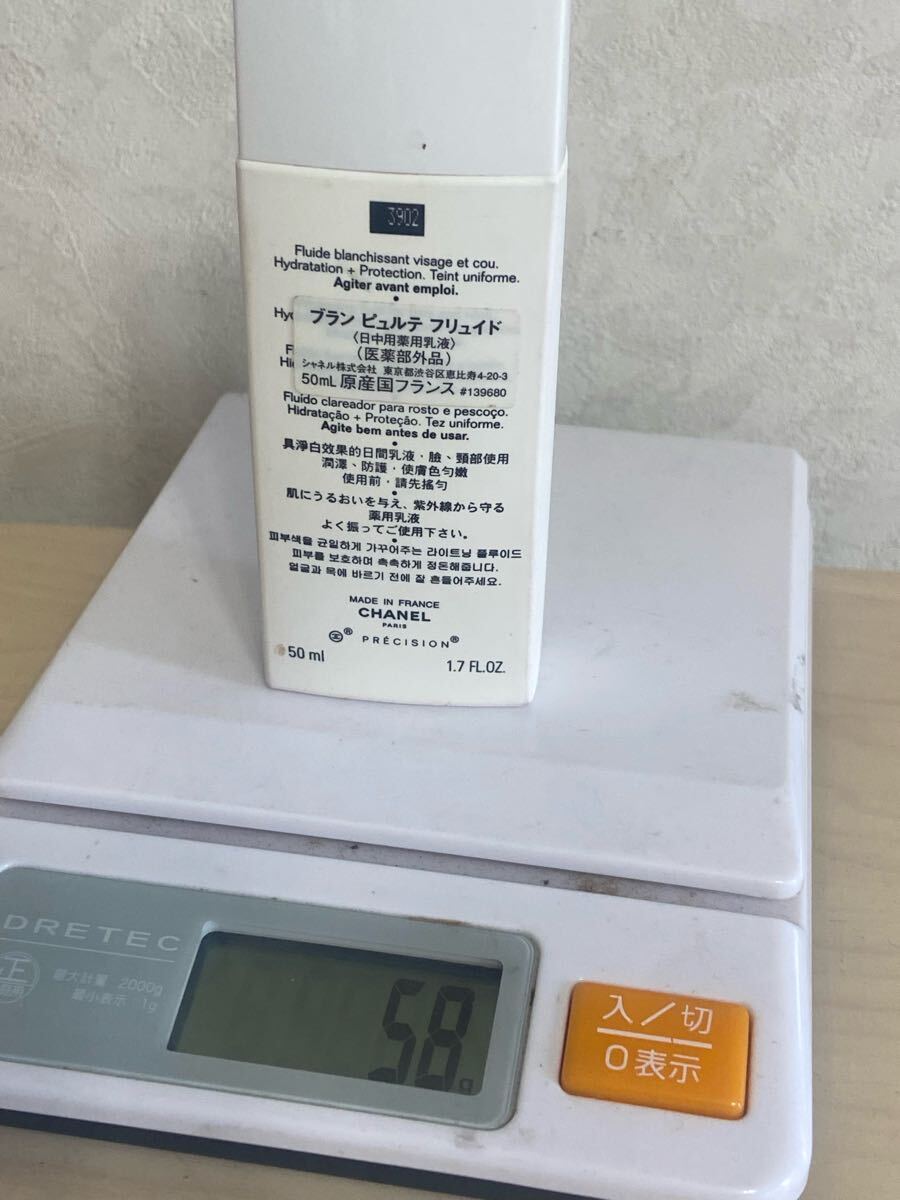 3902
Fluide blanchissant visage et cou.
Hydratation + Protection. Teint uniforme.
Agiter avant emploi.
•
Hy
ブラン ピュルテ フリュイド
〈日中用薬用乳液〉
（医薬部外品）
シャネル株式会社 東京都渋谷区恵比寿4-20-3
50mL 原産国フランス #139680
F
Hi
Fluído clareador para rosto e pescoço.
Hidratação + Proteção. Tez uniforme.
Agite bem antes de usar.
•
具淨白效果的日間乳液·臉、頸部使用
潤澤、防護·使膚色勻嫩
使用前·請先搖勻
•
肌にうるおいを与え、紫外線から守る
薬用乳液
よく振ってご使用下さい。
•
피부색을 균일하게 가꾸어주는 라이트닝 플루이드
피부를 보호하며 촉촉하게 정돈해줍니다.
얼굴과 목에 바르기 전에 잘 흔들어주세요.
MADE IN FRANCE
CHANEL
PARIS
® PRÉCISION®
50 ml 1.7 FL.OZ.
DRETEC
正
最大計量 2000g
最小表示 1g
58g
入／切
0表示